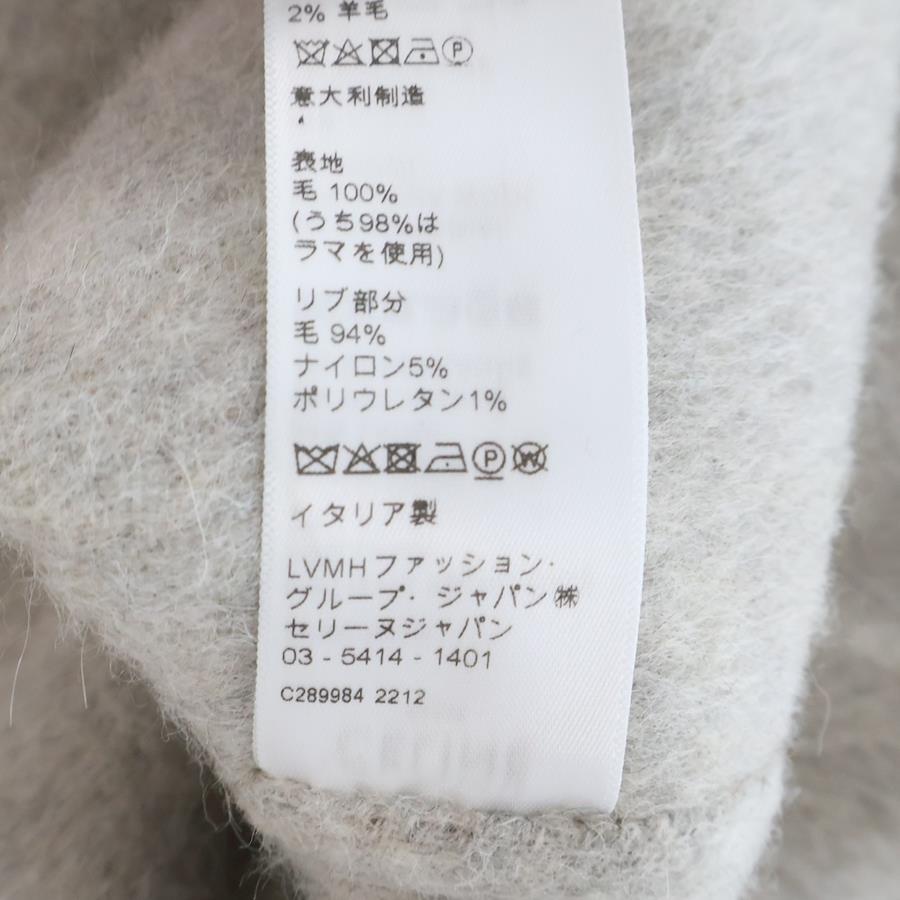 2% 羊毛
意大利制造
表地
毛 100%
(うち98%は
ラマを使用)
リブ部分
毛 94%
ナイロン5%
ポリウレタン1%
イタリア製
LVMHファッション・
グループ・ジャパン㈱
セリーヌジャパン
03 - 5414 - 1401
C289984 2212